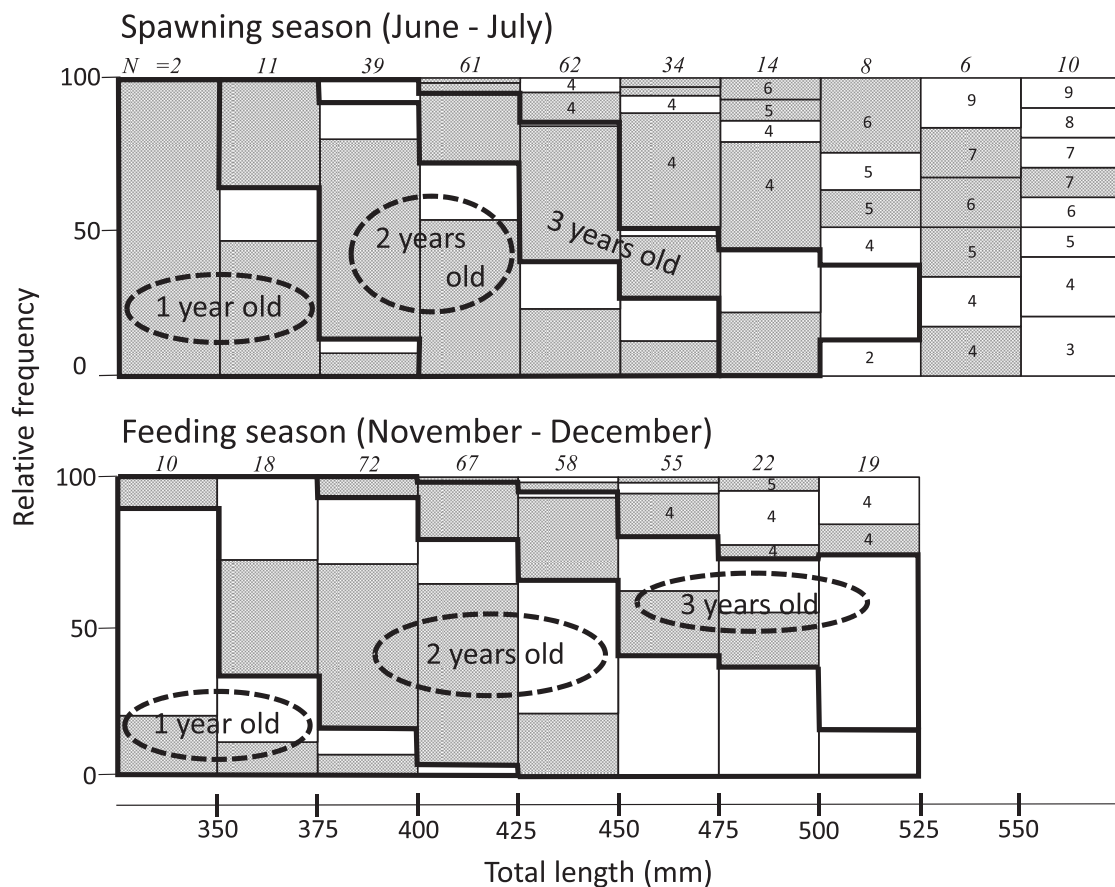 Spawning season (June - July)
N =2 11 39 61 62 34 14 8 6 10
100
50
0
4
4
4
4
6
5
4
4
6
5
5
4
2
9
7
6
5
4
4
9
8
7
7
6
5
4
3
1 year old
2 years
old
3 years old
Relative frequency
Feeding season (November - December)
10 18 72 67 58 55 22 19
100
50
0
4
5
4
4
4
4
1 year old
2 years old
3 years old
350 375 400 425 450 475 500 525 550
Total length (mm)